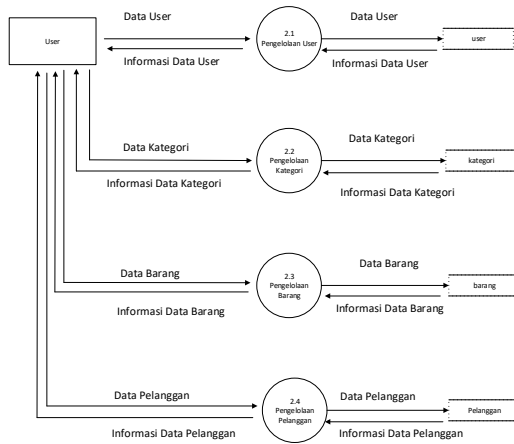 Data User
Data User
User
2.1
Pengelolaan User
user
Informasi Data User
Informasi Data User
Data Kategori
Data Kategori
2.2
Pengelolaan
Kategori
kategori
Informasi Data Kategori
Informasi Data Kategori
Data Barang
Data Barang
2.3
Pengelolaan
Barang
barang
Informasi Data Barang
Informasi Data Barang
Data Pelanggan
Data Pelanggan
2.4
Pengelolaan
Pelanggan
Pelanggan
Informasi Data Pelanggan
Informasi Data Pelanggan